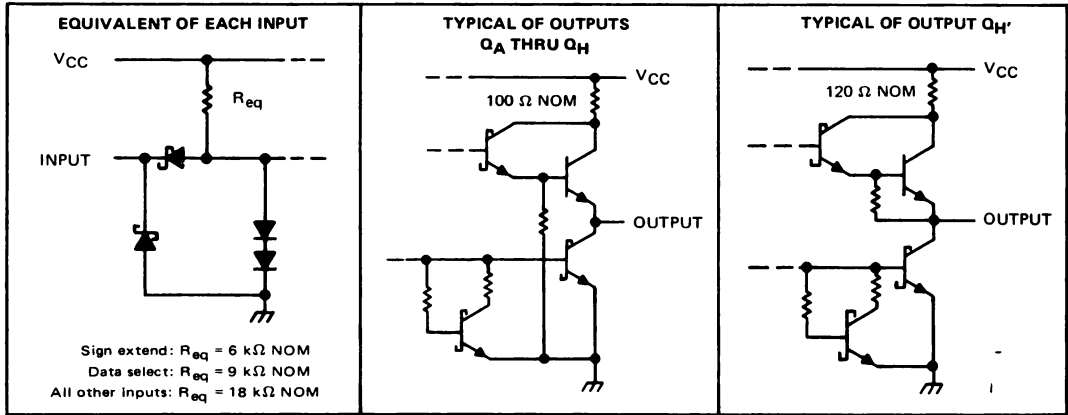 EQUIVALENT OF EACH INPUT
VCC
Req
INPUT
Sign extend: Req = 6 kΩ NOM
Data select: Req = 9 kΩ NOM
All other inputs: Req = 18 kΩ NOM
TYPICAL OF OUTPUTS
QA THRU QH
VCC
100 Ω NOM
OUTPUT
TYPICAL OF OUTPUT QH'
VCC
120 Ω NOM
OUTPUT